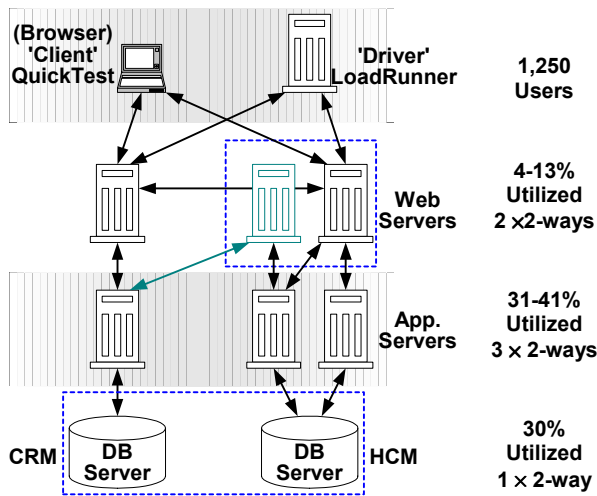 (Browser)
'Client'
QuickTest
'Driver'
LoadRunner
1,250
Users
Web
Servers
4-13%
Utilized
2 ×2-ways
App.
Servers
31-41%
Utilized
3 × 2-ways
CRM
DB
Server
DB
Server
HCM
30%
Utilized
1 × 2-way